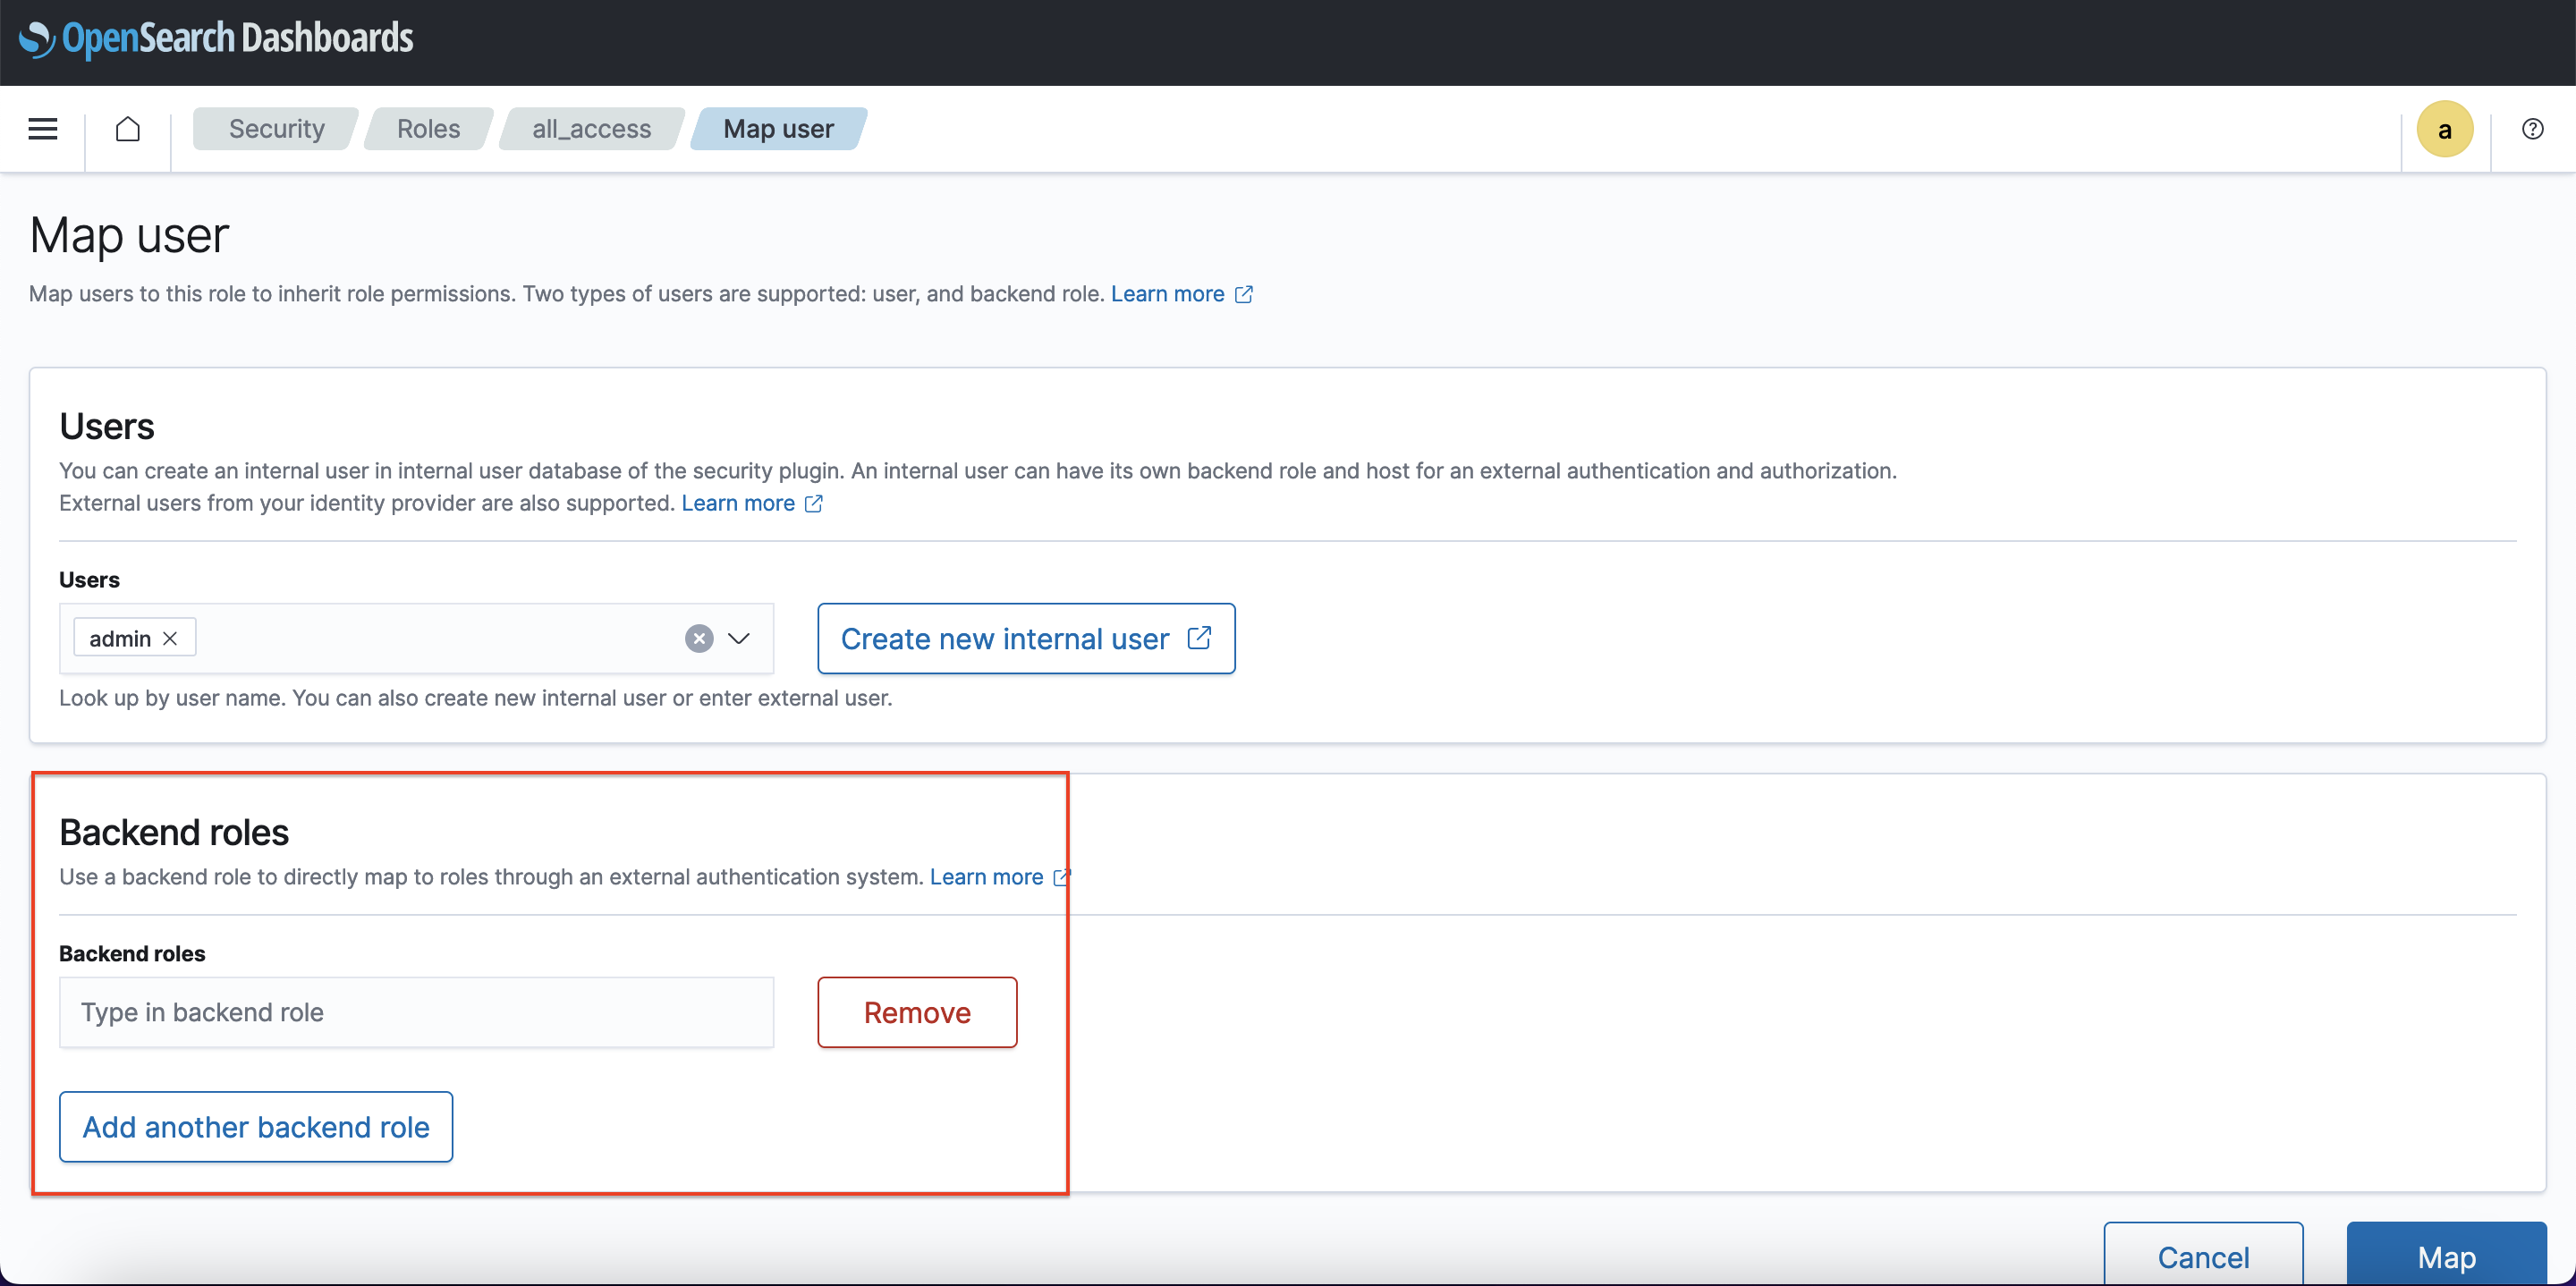 OpenSearch Dashboards
Security Roles all_access Map user a
Map user
Map users to this role to inherit role permissions. Two types of users are supported: user, and backend role. Learn more
Users
You can create an internal user in internal user database of the security plugin. An internal user can have its own backend role and host for an external authentication and authorization.
External users from your identity provider are also supported. Learn more
Users
admin
Create new internal user
Look up by user name. You can also create new internal user or enter external user.
Backend roles
Use a backend role to directly map to roles through an external authentication system. Learn more
Backend roles
Type in backend role
Remove
Add another backend role
Cancel
Map